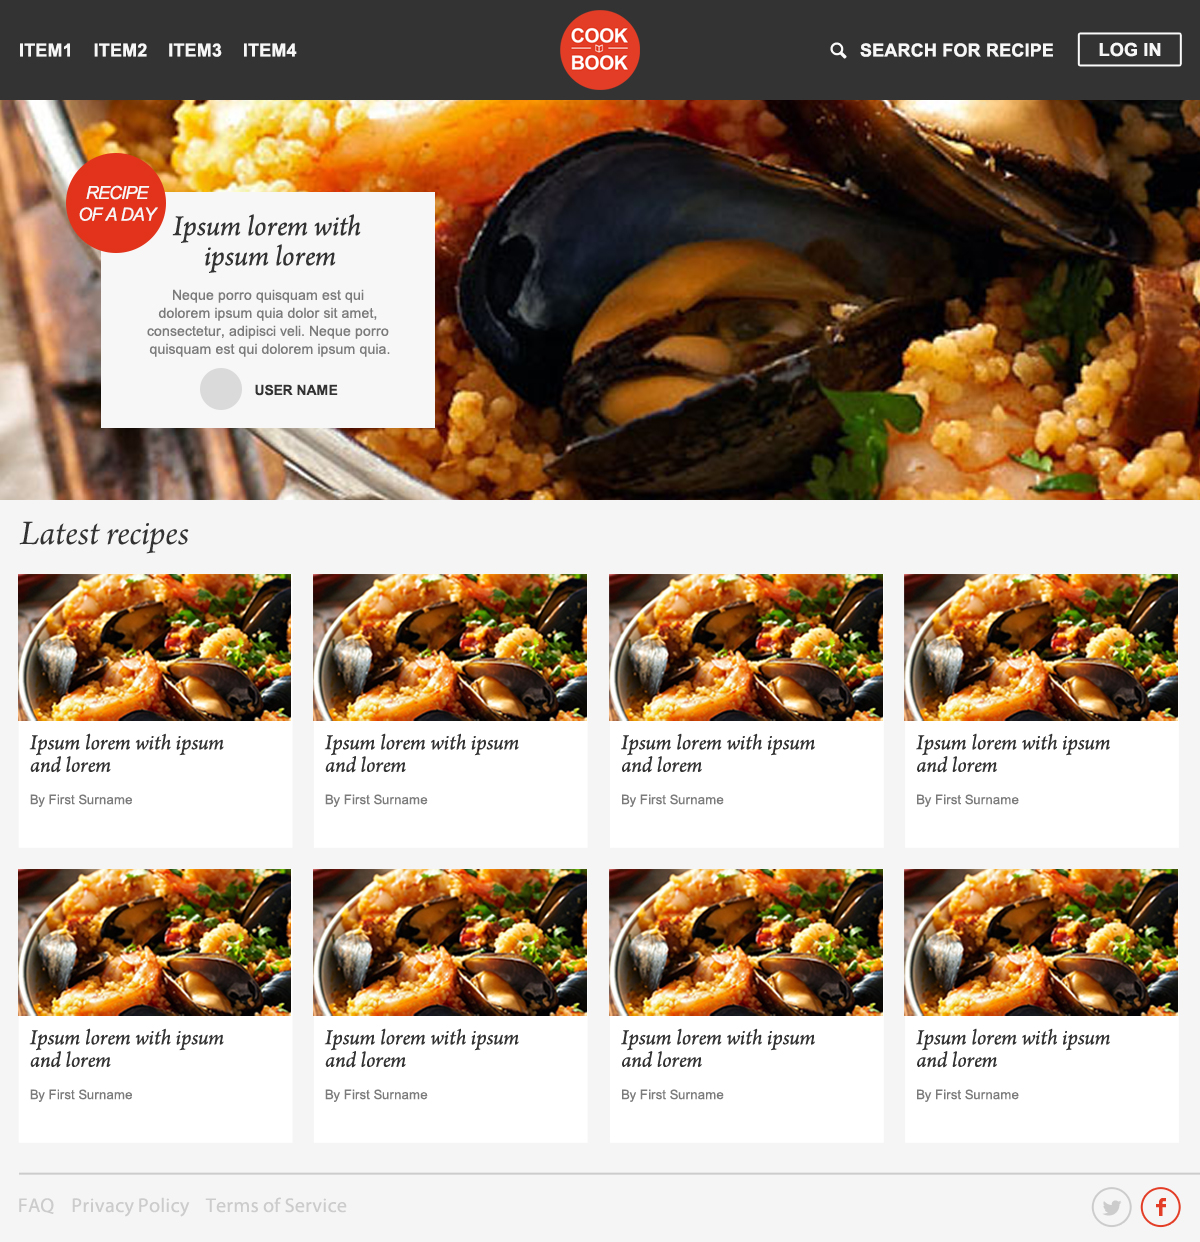 ITEM1 ITEM2 ITEM3 ITEM4
COOK
BOOK
SEARCH FOR RECIPE
LOG IN
RECIPE
OF A DAY
Ipsum lorem with
ipsum lorem
Neque porro quisquam est qui
dolorem ipsum quia dolor sit amet,
consectetur, adipisci veli. Neque porro
quisquam est qui dolorem ipsum quia.
USER NAME
Latest recipes
Ipsum lorem with ipsum
and lorem
By First Surname
Ipsum lorem with ipsum
and lorem
By First Surname
Ipsum lorem with ipsum
and lorem
By First Surname
Ipsum lorem with ipsum
and lorem
By First Surname
Ipsum lorem with ipsum
and lorem
By First Surname
Ipsum lorem with ipsum
and lorem
By First Surname
Ipsum lorem with ipsum
and lorem
By First Surname
Ipsum lorem with ipsum
and lorem
By First Surname
FAQ Privacy Policy Terms of Service